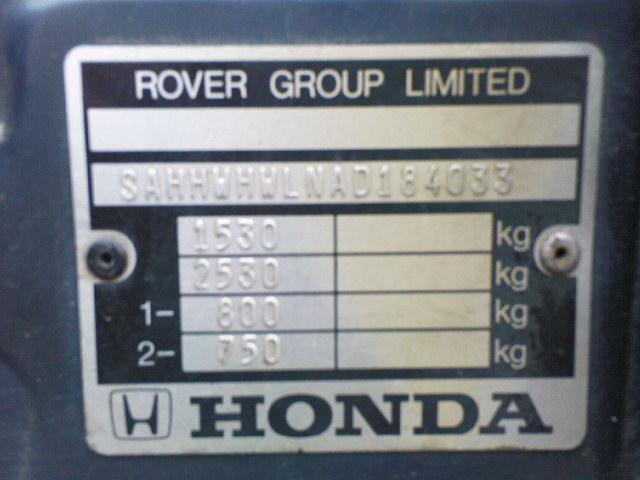 ROVER GROUP LIMITED
SAHHWHWLNAD184033
1530 kg
2530 kg
1- 800 kg
2- 750 kg
HONDA